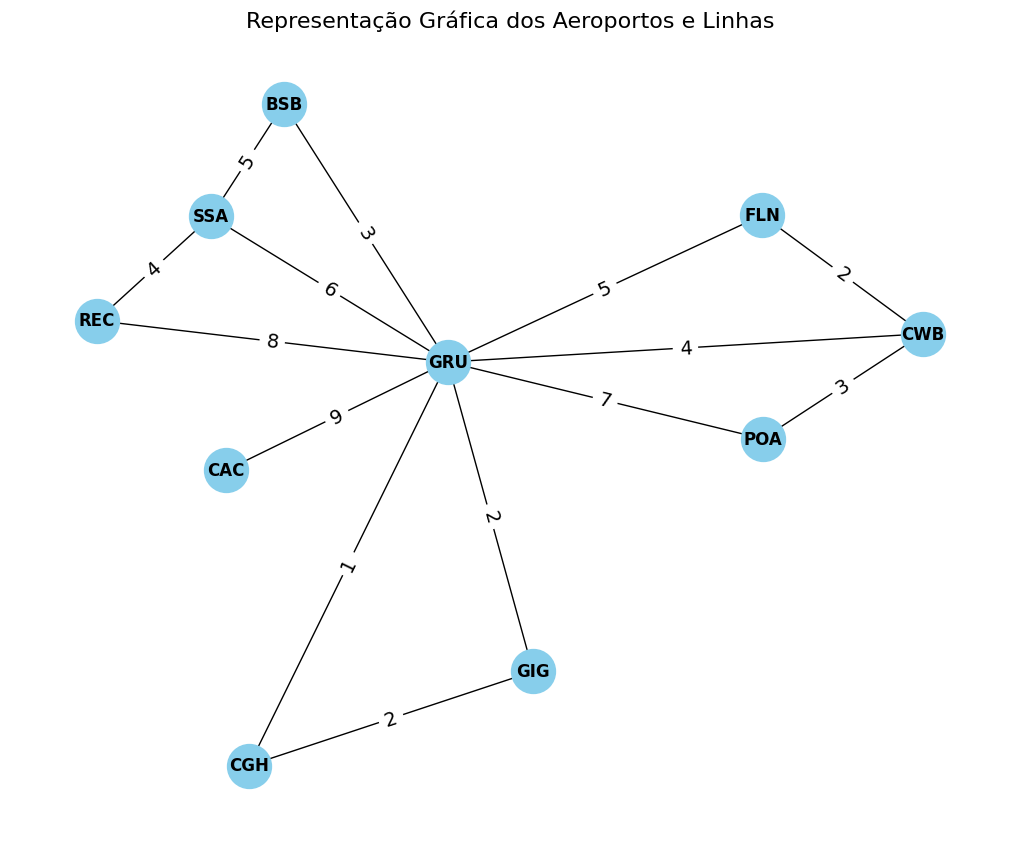 Representação Gráfica dos Aeroportos e Linhas
BSB
5
SSA
FLN
3
4
2
6
5
REC
8
GRU
4
CWB
9
7
3
CAC
POA
2
1
GIG
2
CGH